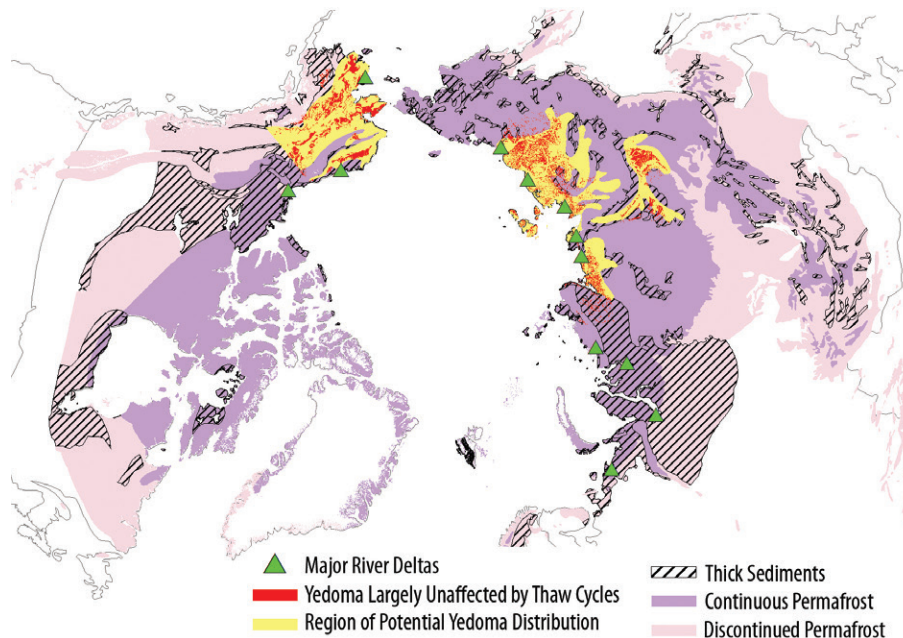 Major River Deltas
Yedoma Largely Unaffected by Thaw Cycles
Region of Potential Yedoma Distribution
Thick Sediments
Continuous Permafrost
Discontinued Permafrost